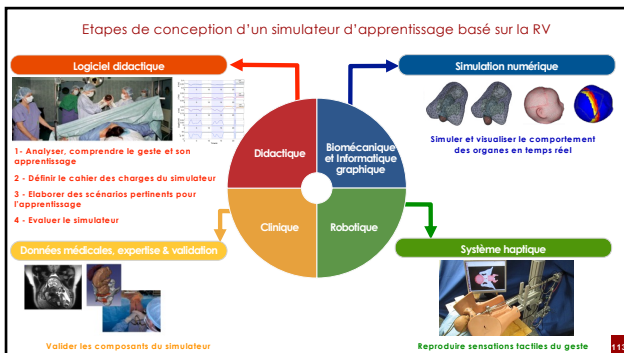 Etapes de conception d'un simulateur d'apprentissage basé sur la RV
Logiciel didactique
1- Analyser, comprendre le geste et son
apprentissage
2 - Définir le cahier des charges du simulateur
3 - Elaborer des scénarios pertinents pour
l'apprentissage
4 - Evaluer le simulateur
Simulation numérique
Simuler et visualiser le comportement
des organes en temps réel
Didactique
Biomécanique
et Informatique
graphique
Clinique
Robotique
Données médicales, expertise & validation
Valider les composants du simulateur
Système haptique
Reproduire sensations tactiles du geste
113